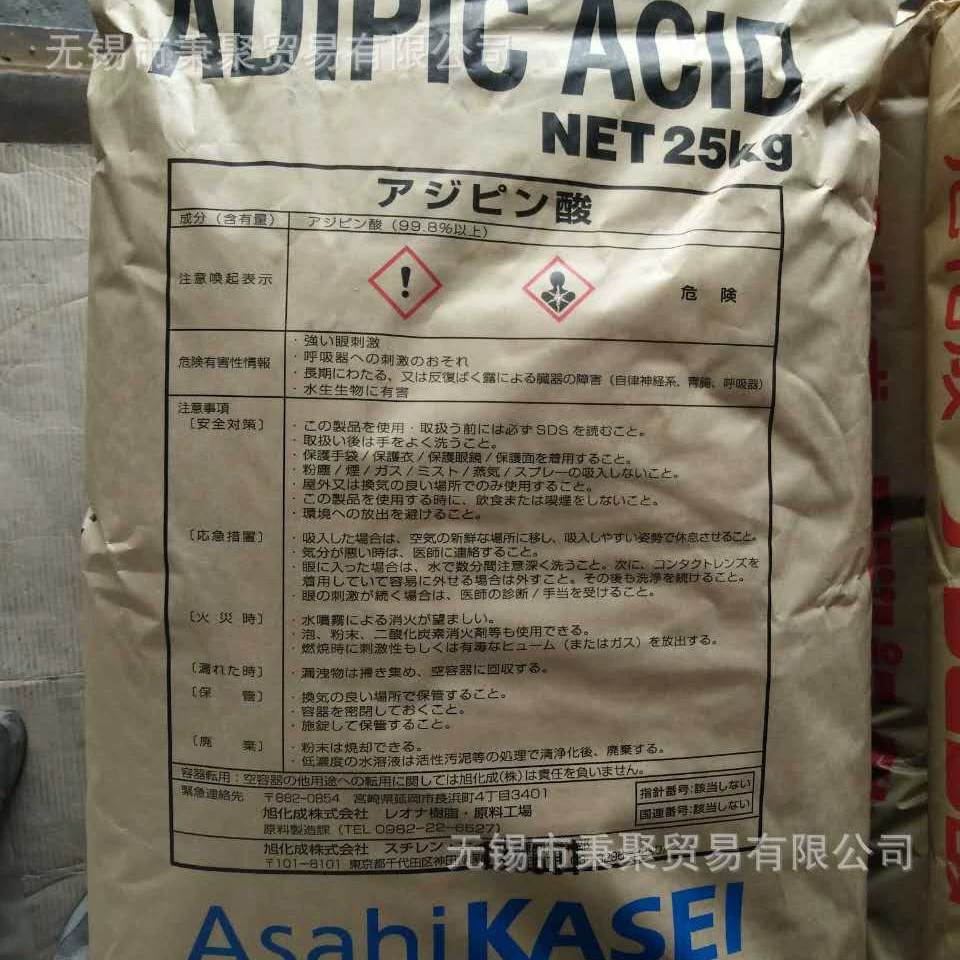 ADIPIC ACID
无锡市秉聚贸易有限公司
NET 25kg
アジピン酸
成分（含有量） アジピン酸（99.8%以上）
注意喚起表示 危険
危険有害性情報 ・強い眼刺激
・呼吸器への刺激のおそれ
・長期にわたる、又は反復ばく露による臓器の障害（自律神経系、胃腸、呼吸器）
・水生生物に有害
注意事項
〔安全対策〕 ・この製品を使用・取扱う前には必ずSDSを読むこと。
・取扱い後は手をよく洗うこと。
・保護手袋/保護衣/保護眼鏡/保護面を着用すること。
・粉塵/煙/ガス/ミスト/蒸気/スプレーの吸入しないこと。
・屋外又は換気の良い場所でのみ使用すること。
・この製品を使用する時に、飲食または喫煙をしないこと。
・環境への放出を避けること。
〔応急措置〕 ・吸入した場合は、空気の新鮮な場所に移し、吸入しやすい姿勢で休息させること。
・気分が悪い時は、医師に連絡すること。
・眼に入った場合は、水で数分間注意深く洗うこと。次に、コンタクトレンズを
着用していて容易に外せる場合は外すこと。その後も洗浄を続けること。
・眼の刺激が続く場合は、医師の診断/手当を受けること。
〔火災時〕 ・水噴霧による消火が望ましい。
・泡、粉末、二酸化炭素消火剤等も使用できる。
・燃焼時に刺激性もしくは有毒なヒューム（またはガス）を放出する。
〔漏れた時〕 ・漏洩物は掃き集め、空容器に回収する。
〔保管〕 ・換気の良い場所で保管すること。
・容器を密閉しておくこと。
・施錠して保管すること。
〔廃棄〕 ・粉末は焼却できる。
・低濃度の水溶液は活性汚泥等の処理で清浄化後、廃棄する。
容器転用：空容器の他用途への転用に関しては旭化成(株)は責任を負いません。
緊急連絡先 〒882-0854 宮崎県延岡市長浜町4丁目3401
旭化成株式会社 レオナ樹脂・原料工場
原料製造課（TEL 0982-22-6527）
指針番号:該当しない
国連番号:該当しない
旭化成株式会社 スチレン
〒101-8101 東京都千代田区神田
无锡市秉聚贸易有限公司
AsahiKASEI